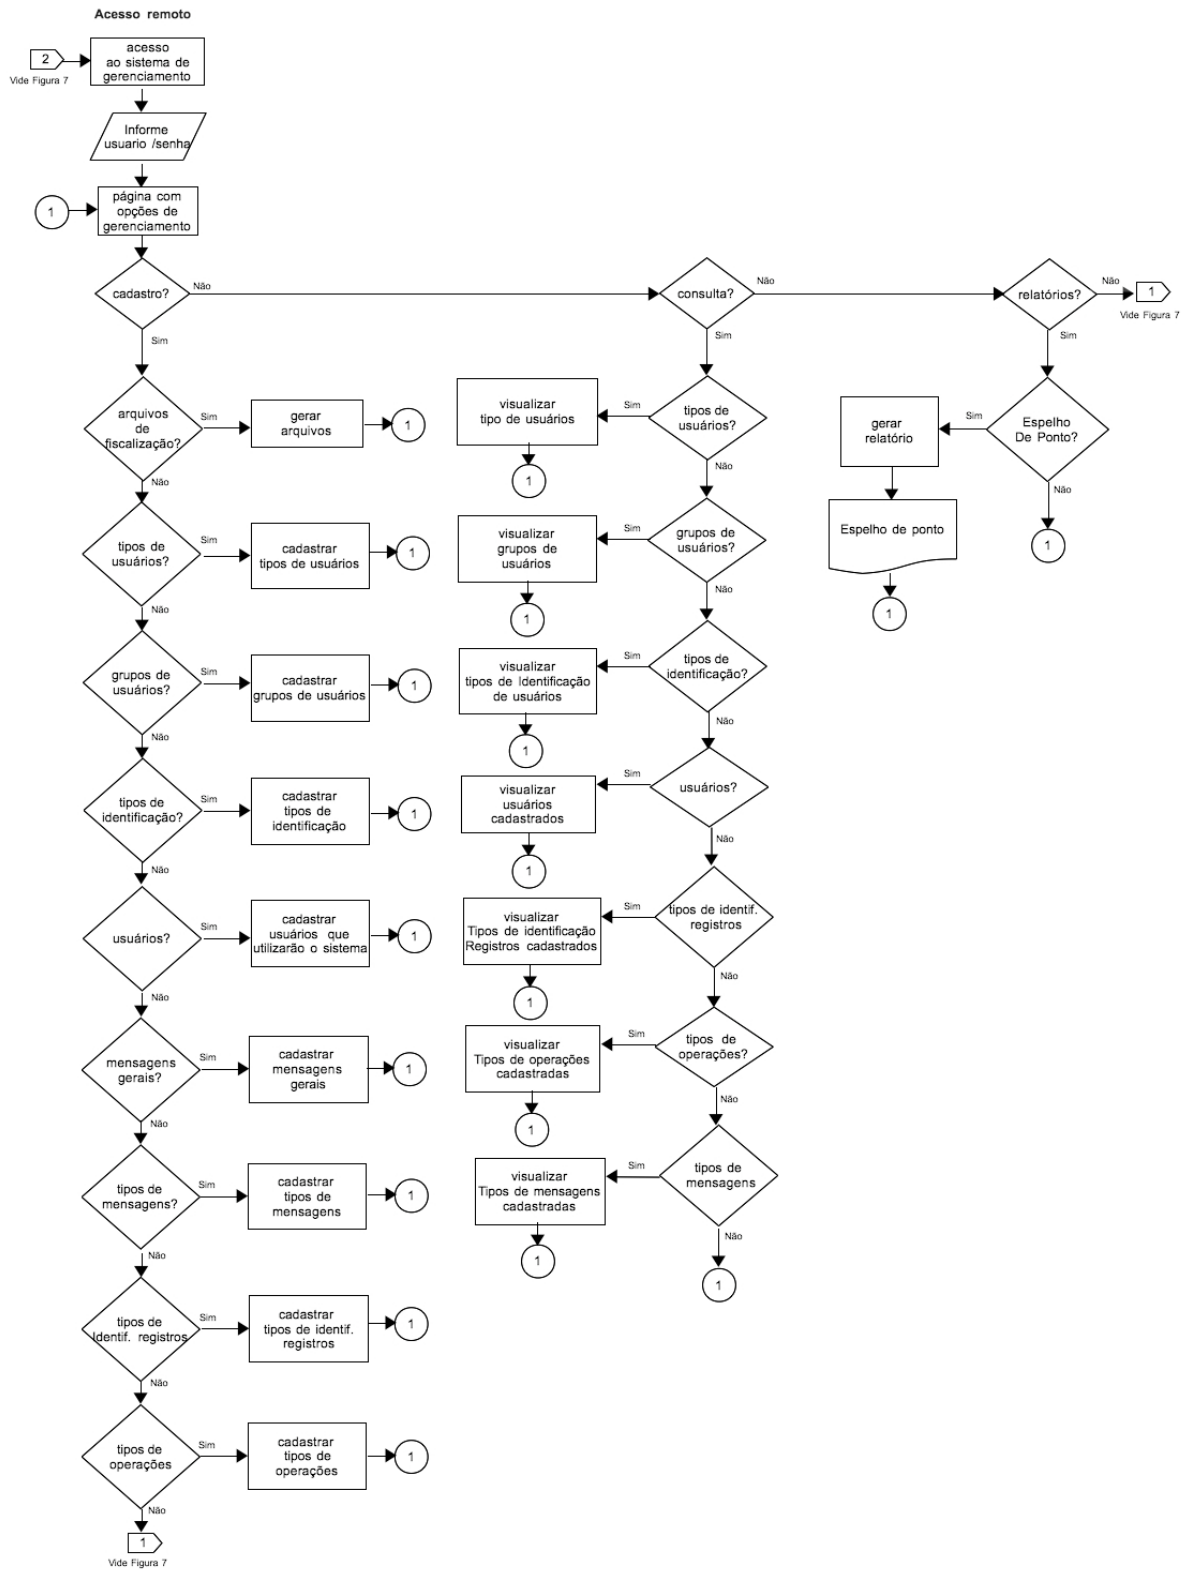 Acesso remoto
2
Vide Figura 7
acesso
ao sistema de
gerenciamento
Informe
usuario /senha
1
página com
opções de
gerenciamento
cadastro?
Não
Sim
consulta?
Não
Sim
relatórios?
Não
Sim
1
Vide Figura 7
arquivos
de
fiscalização?
Sim
Não
gerar
arquivos
1
tipos de
usuários?
Sim
Não
cadastrar
tipos de usuários
1
grupos de
usuários?
Sim
Não
cadastrar
grupos de usuários
1
tipos de
identificação?
Sim
Não
cadastrar
tipos de
identificação
1
usuários?
Sim
Não
cadastrar
usuários que
utilizarão o sistema
1
mensagens
gerais?
Sim
Não
cadastrar
mensagens
gerais
1
tipos de
mensagens?
Sim
Não
cadastrar
tipos de
mensagens
1
tipos de
Identif. registros
Sim
Não
cadastrar
tipos de identif.
registros
1
tipos de
operações
Sim
Não
cadastrar
tipos de
operações
1
1
Vide Figura 7
tipos de
usuários?
Sim
Não
visualizar
tipo de usuários
1
grupos de
usuários?
Sim
Não
visualizar
grupos de
usuários
1
tipos de
identificação?
Sim
Não
visualizar
tipos de Identificação
de usuários
1
usuários?
Sim
Não
visualizar
usuários
cadastrados
1
tipos de identif.
registros
Sim
Não
visualizar
Tipos de identificação
Registros cadastrados
1
tipos de
operações?
Sim
Não
visualizar
Tipos de operações
cadastradas
1
tipos de
mensagens
Sim
Não
visualizar
Tipos de mensagens
cadastradas
1
1
Espelho
De Ponto?
Sim
Não
gerar
relatório
Espelho de ponto
1
1